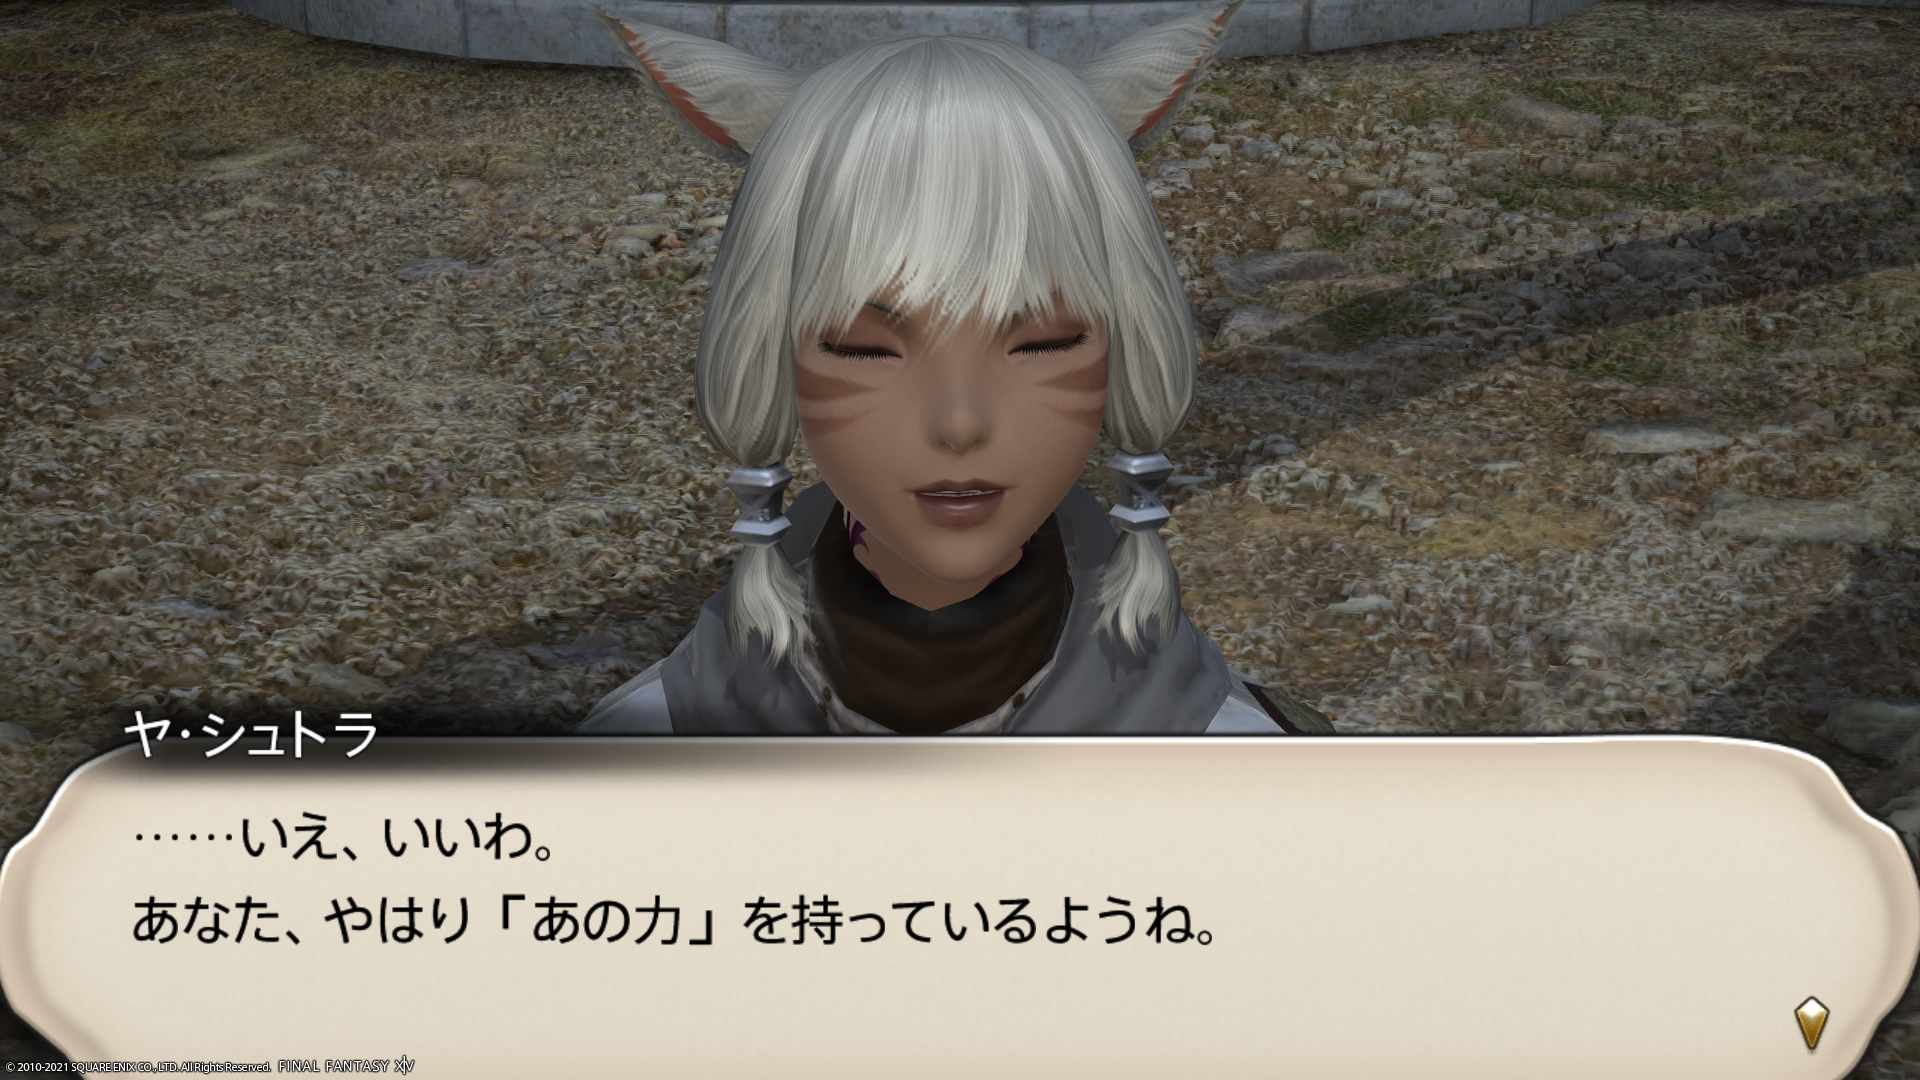 ヤ・シュトラ
……いえ、いいわ。
あなた、やはり「あの力」を持っているようね。
© 2010-2021 SQUARE ENIX CO., LTD. All Rights Reserved. FINAL FANTASY XIV